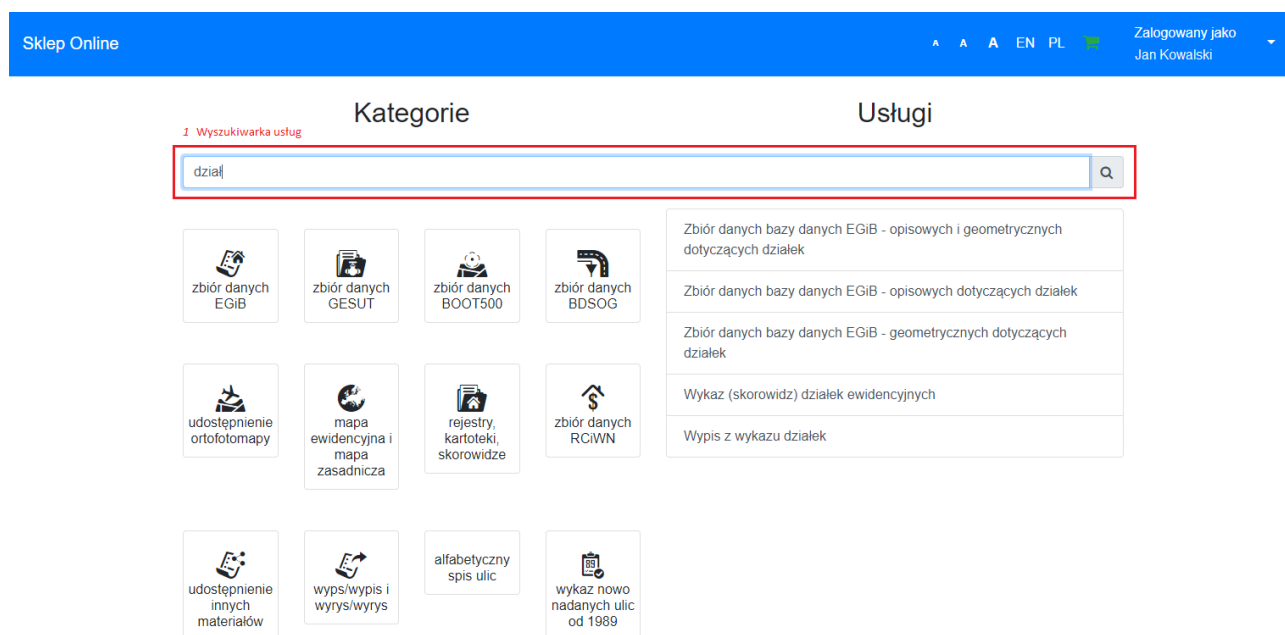 Sklep Online
A A A EN PL
Zalogowany jako
Jan Kowalski
Kategorie
Usługi
1 Wyszukiwarka usług
dział
zbiór danych
EGiB
zbiór danych
GESUT
zbiór danych
BOOT500
zbiór danych
BDSOG
udostępnienie
ortofotomapy
mapa
ewidencyjna i
mapa
zasadnicza
rejestry,
kartoteki,
skorowidze
zbiór danych
RCiWN
udostępnienie
innych
materiałów
wyps/wypis i
wyrys/wyrys
alfabetyczny
spis ulic
89
wykaz nowo
nadanych ulic
od 1989
Zbiór danych bazy danych EGiB - opisowych i geometrycznych
dotyczących działek
Zbiór danych bazy danych EGiB - opisowych dotyczących działek
Zbiór danych bazy danych EGiB - geometrycznych dotyczących
działek
Wykaz (skorowidz) działek ewidencyjnych
Wypis z wykazu działek